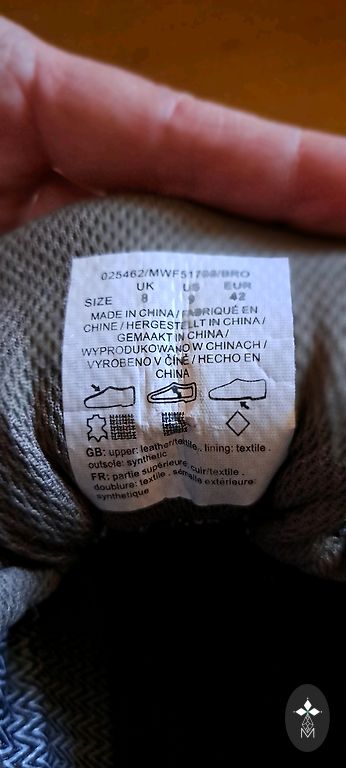 025462/MWF51708/BRO
UK US EUR
SIZE 8 9 42
MADE IN CHINA / FABRIQUÉ EN
CHINE / HERGESTELLT IN CHINA /
GEMAAKT IN CHINA /
WYPRODUKOWANO W CHINACH /
VYROBENO V ČÍNĚ / HECHO EN
CHINA
GB: upper: leather/textile . lining: textile .
outsole: synthetic
FR: partie supérieure: cuir/textile .
doublure: textile . semelle extérieure:
synthetique
M